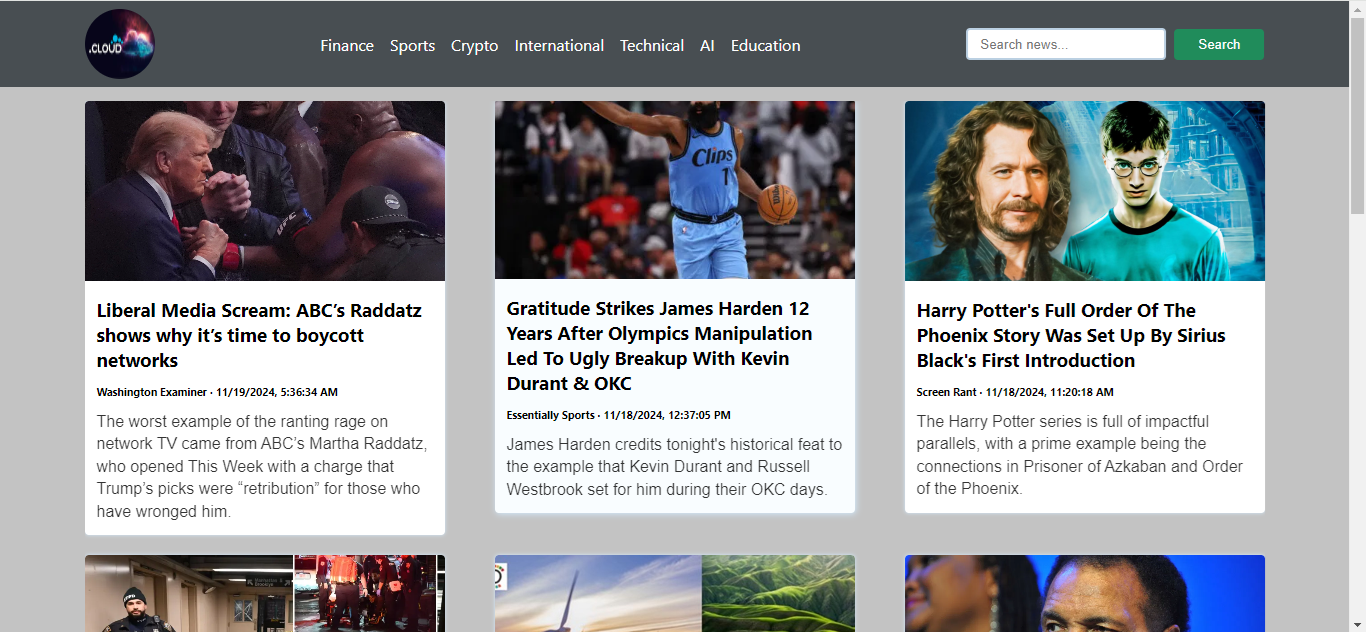 .CLOUD
Finance Sports Crypto International Technical AI Education
Search news...
Search
UFC
Liberal Media Scream: ABC’s Raddatz
shows why it’s time to boycott
networks
Washington Examiner · 11/19/2024, 5:36:34 AM
The worst example of the ranting rage on
network TV came from ABC’s Martha Raddatz,
who opened This Week with a charge that
Trump’s picks were “retribution” for those who
have wronged him.
Clips
1
Gratitude Strikes James Harden 12
Years After Olympics Manipulation
Led To Ugly Breakup With Kevin
Durant & OKC
Essentially Sports · 11/18/2024, 12:37:05 PM
James Harden credits tonight's historical feat to
the example that Kevin Durant and Russell
Westbrook set for him during their OKC days.
Harry Potter's Full Order Of The
Phoenix Story Was Set Up By Sirius
Black's First Introduction
Screen Rant · 11/18/2024, 11:20:18 AM
The Harry Potter series is full of impactful
parallels, with a prime example being the
connections in Prisoner of Azkaban and Order
of the Phoenix.